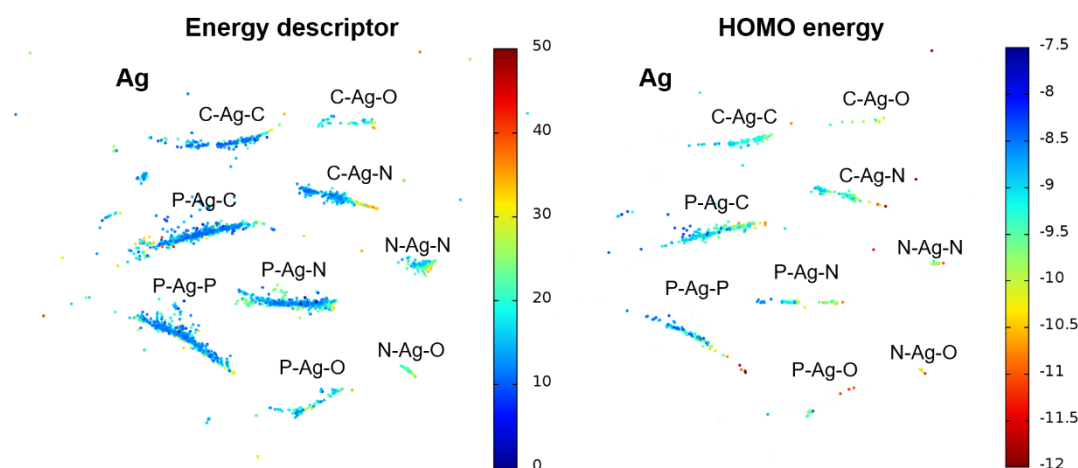 Energy descriptor
Ag
C-Ag-C
C-Ag-O
C-Ag-N
P-Ag-C
N-Ag-N
P-Ag-N
P-Ag-P
N-Ag-O
P-Ag-O
50
40
30
20
10
0
HOMO energy
Ag
C-Ag-O
C-Ag-C
C-Ag-N
P-Ag-C
N-Ag-N
P-Ag-N
P-Ag-P
N-Ag-O
P-Ag-O
-7.5
-8
-8.5
-9
-9.5
-10
-10.5
-11
-11.5
-12